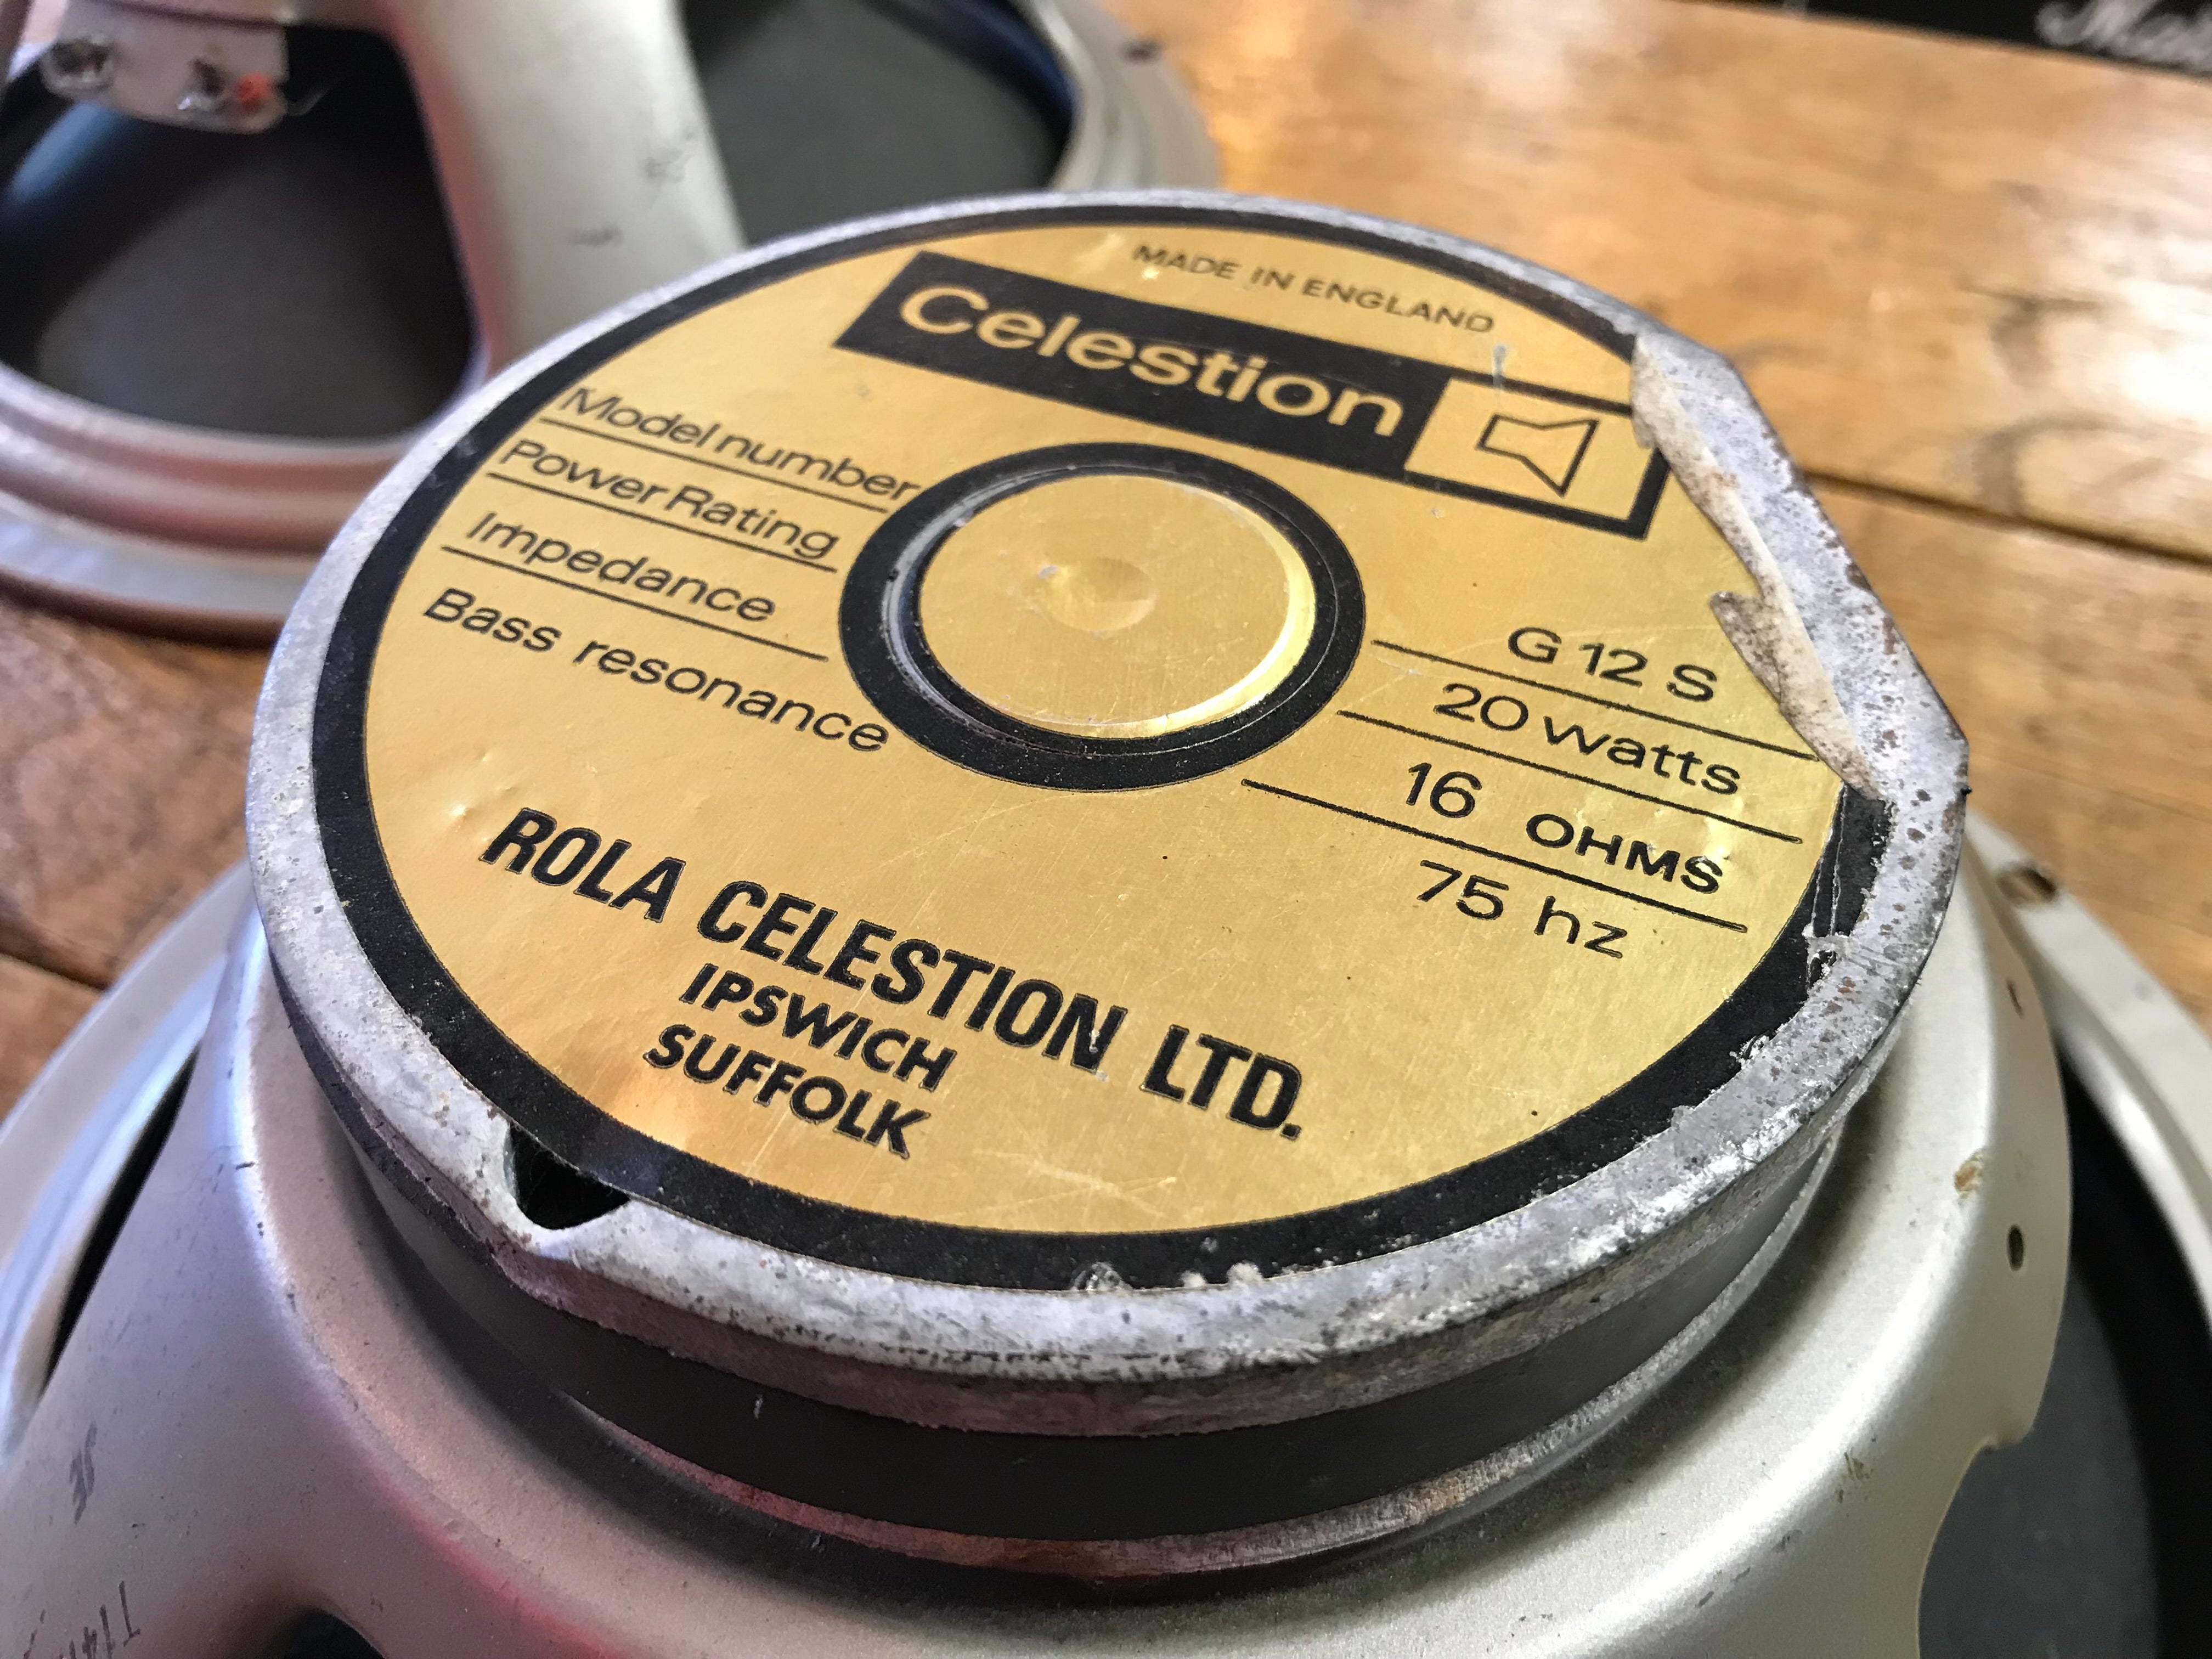 MADE IN ENGLAND
Celestion
Model number G 12 S
Power Rating 20 watts
Impedance 16 OHMS
Bass resonance 75 hz
ROLA CELESTION LTD.
IPSWICH
SUFFOLK